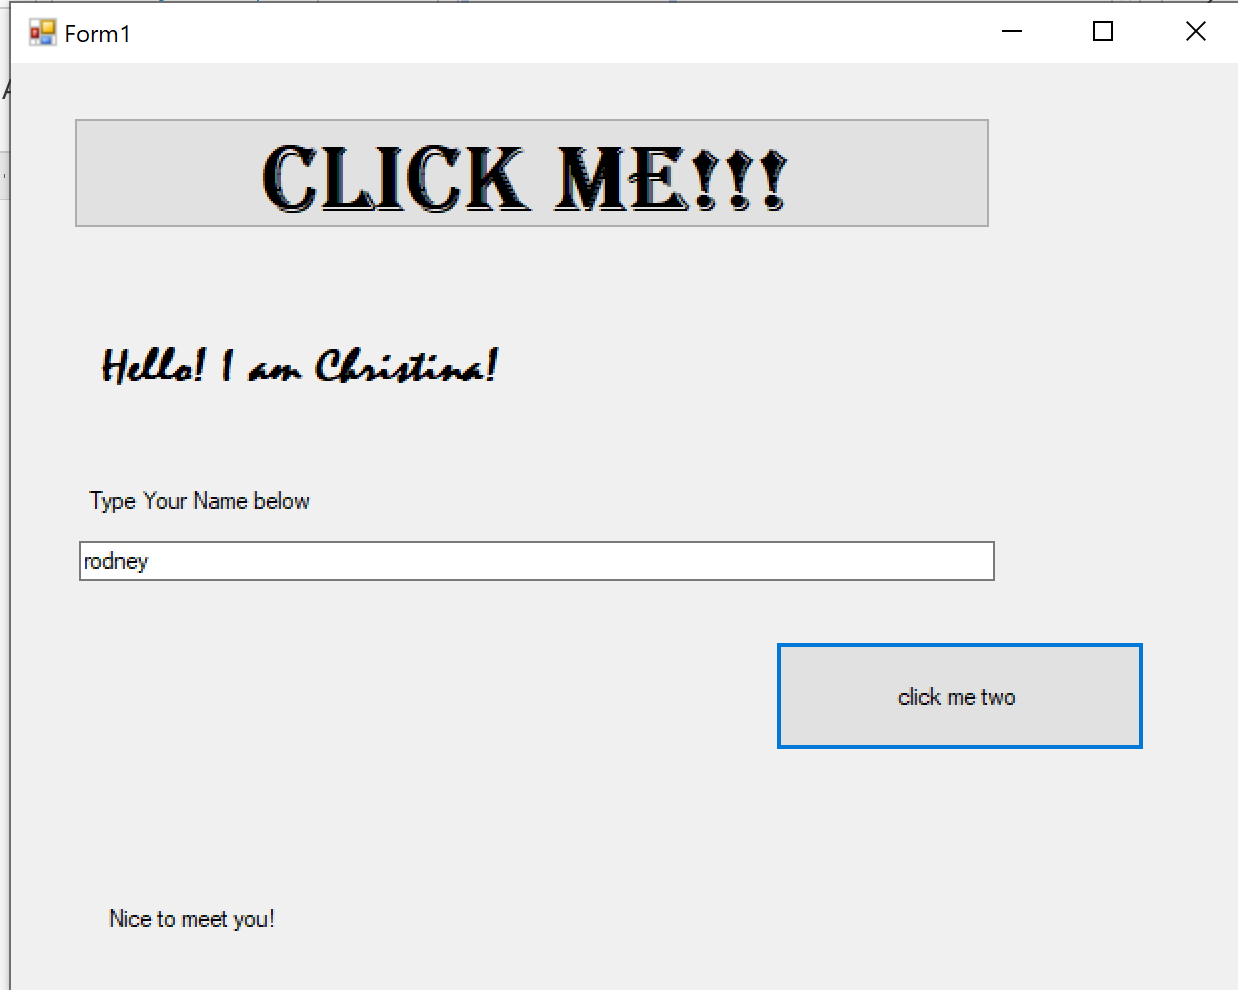 Form1
CLICK ME!!!
Hello! I am Christina!
Type Your Name below
rodney
click me two
Nice to meet you!